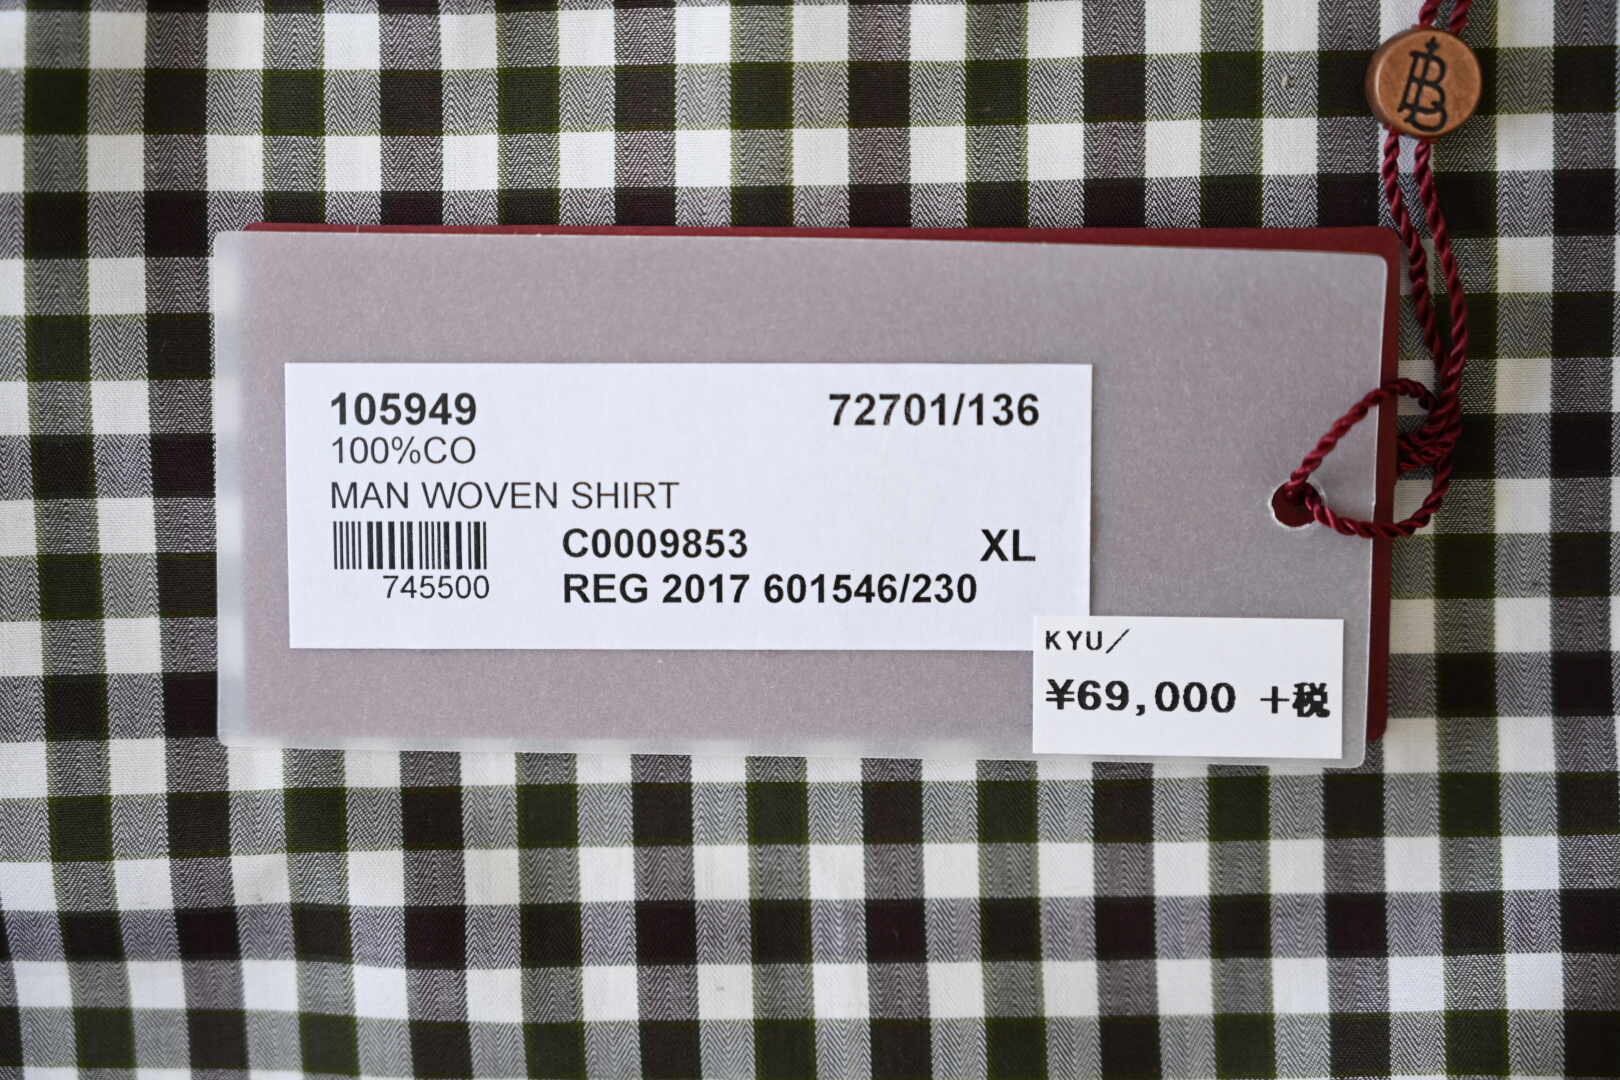 105949 72701/136
100%CO
MAN WOVEN SHIRT
C0009853 XL
745500
REG 2017 601546/230
KYU/
¥69,000 +税